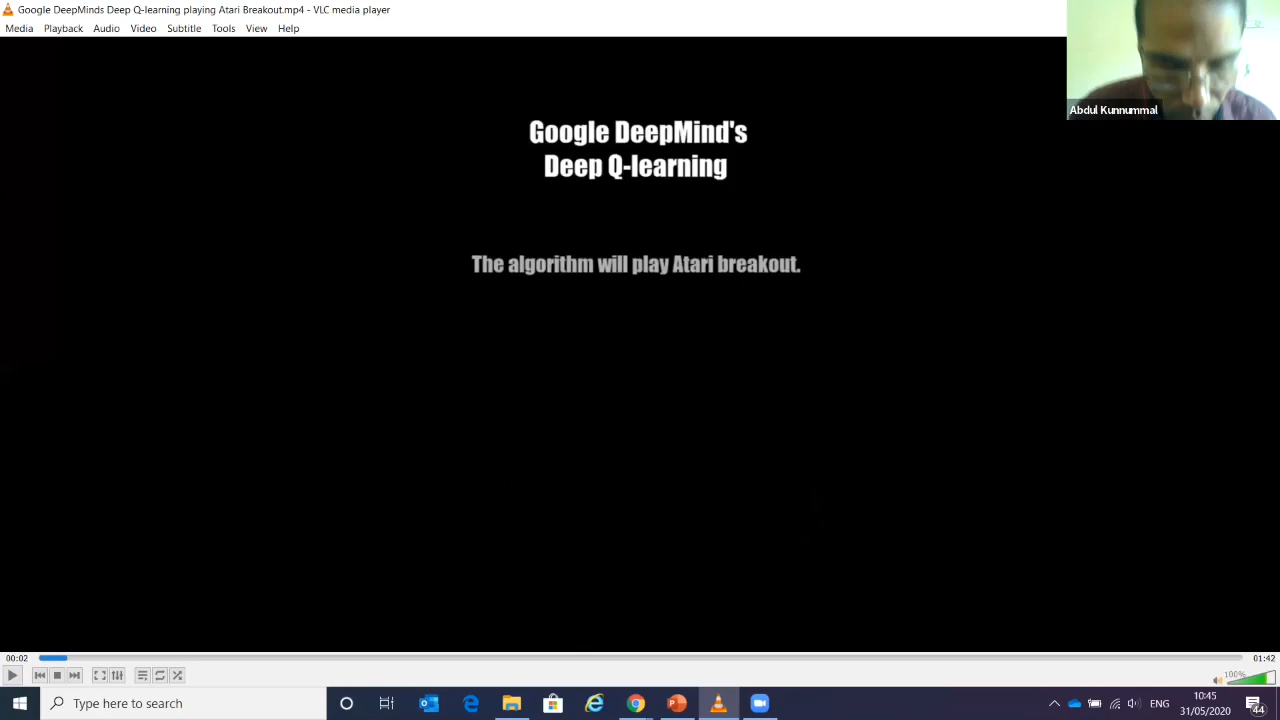 Google DeepMinds Deep Q-learning playing Atari Breakout.mp4 - VLC media player
Media Playback Audio Video Subtitle Tools View Help
Abdul Kunnummal
Google DeepMind's
Deep Q-learning
The algorithm will play Atari breakout.
00:02
01:42
100%
Type here to search
ENG
10:45
31/05/2020
44